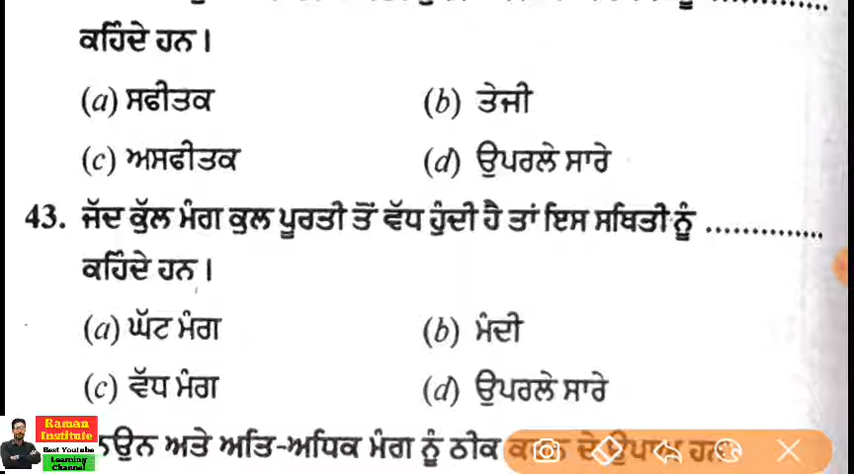 ਕਹਿੰਦੇ ਹਨ।
(a) ਸਫੀਤਕ (b) ਤੇਜੀ
(c) ਅਸਫੀਤਕ (d) ਉਪਰਲੇ ਸਾਰੇ
43. ਜੱਦ ਕੁੱਲ ਮੰਗ ਕੁਲ ਪੂਰਤੀ ਤੋਂ ਵੱਧ ਹੁੰਦੀ ਹੈ ਤਾਂ ਇਸ ਸਥਿਤੀ ਨੂੰ ..............
ਕਹਿੰਦੇ ਹਨ।
(a) ਘੱਟ ਮੰਗ (b) ਮੰਦੀ
(c) ਵੱਧ ਮੰਗ (d) ਉਪਰਲੇ ਸਾਰੇ
ਅਤੇ ਅਤਿ-ਅਧਿਕ ਮੰਗ ਨੂੰ ਠੀਕ
Raman
Institute
Best Youtube
Learning
Channel